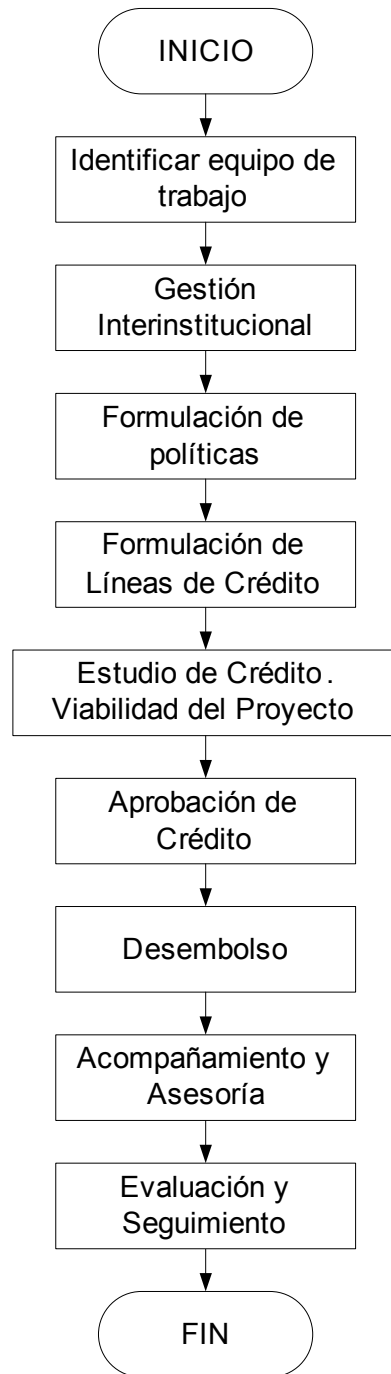 INICIO
Identificar equipo de
trabajo
Gestión
Interinstitucional
Formulación de
políticas
Formulación de
Líneas de Crédito
Estudio de Crédito.
Viabilidad del Proyecto
Aprobación de
Crédito
Desembolso
Acompañamiento y
Asesoría
Evaluación y
Seguimiento
FIN